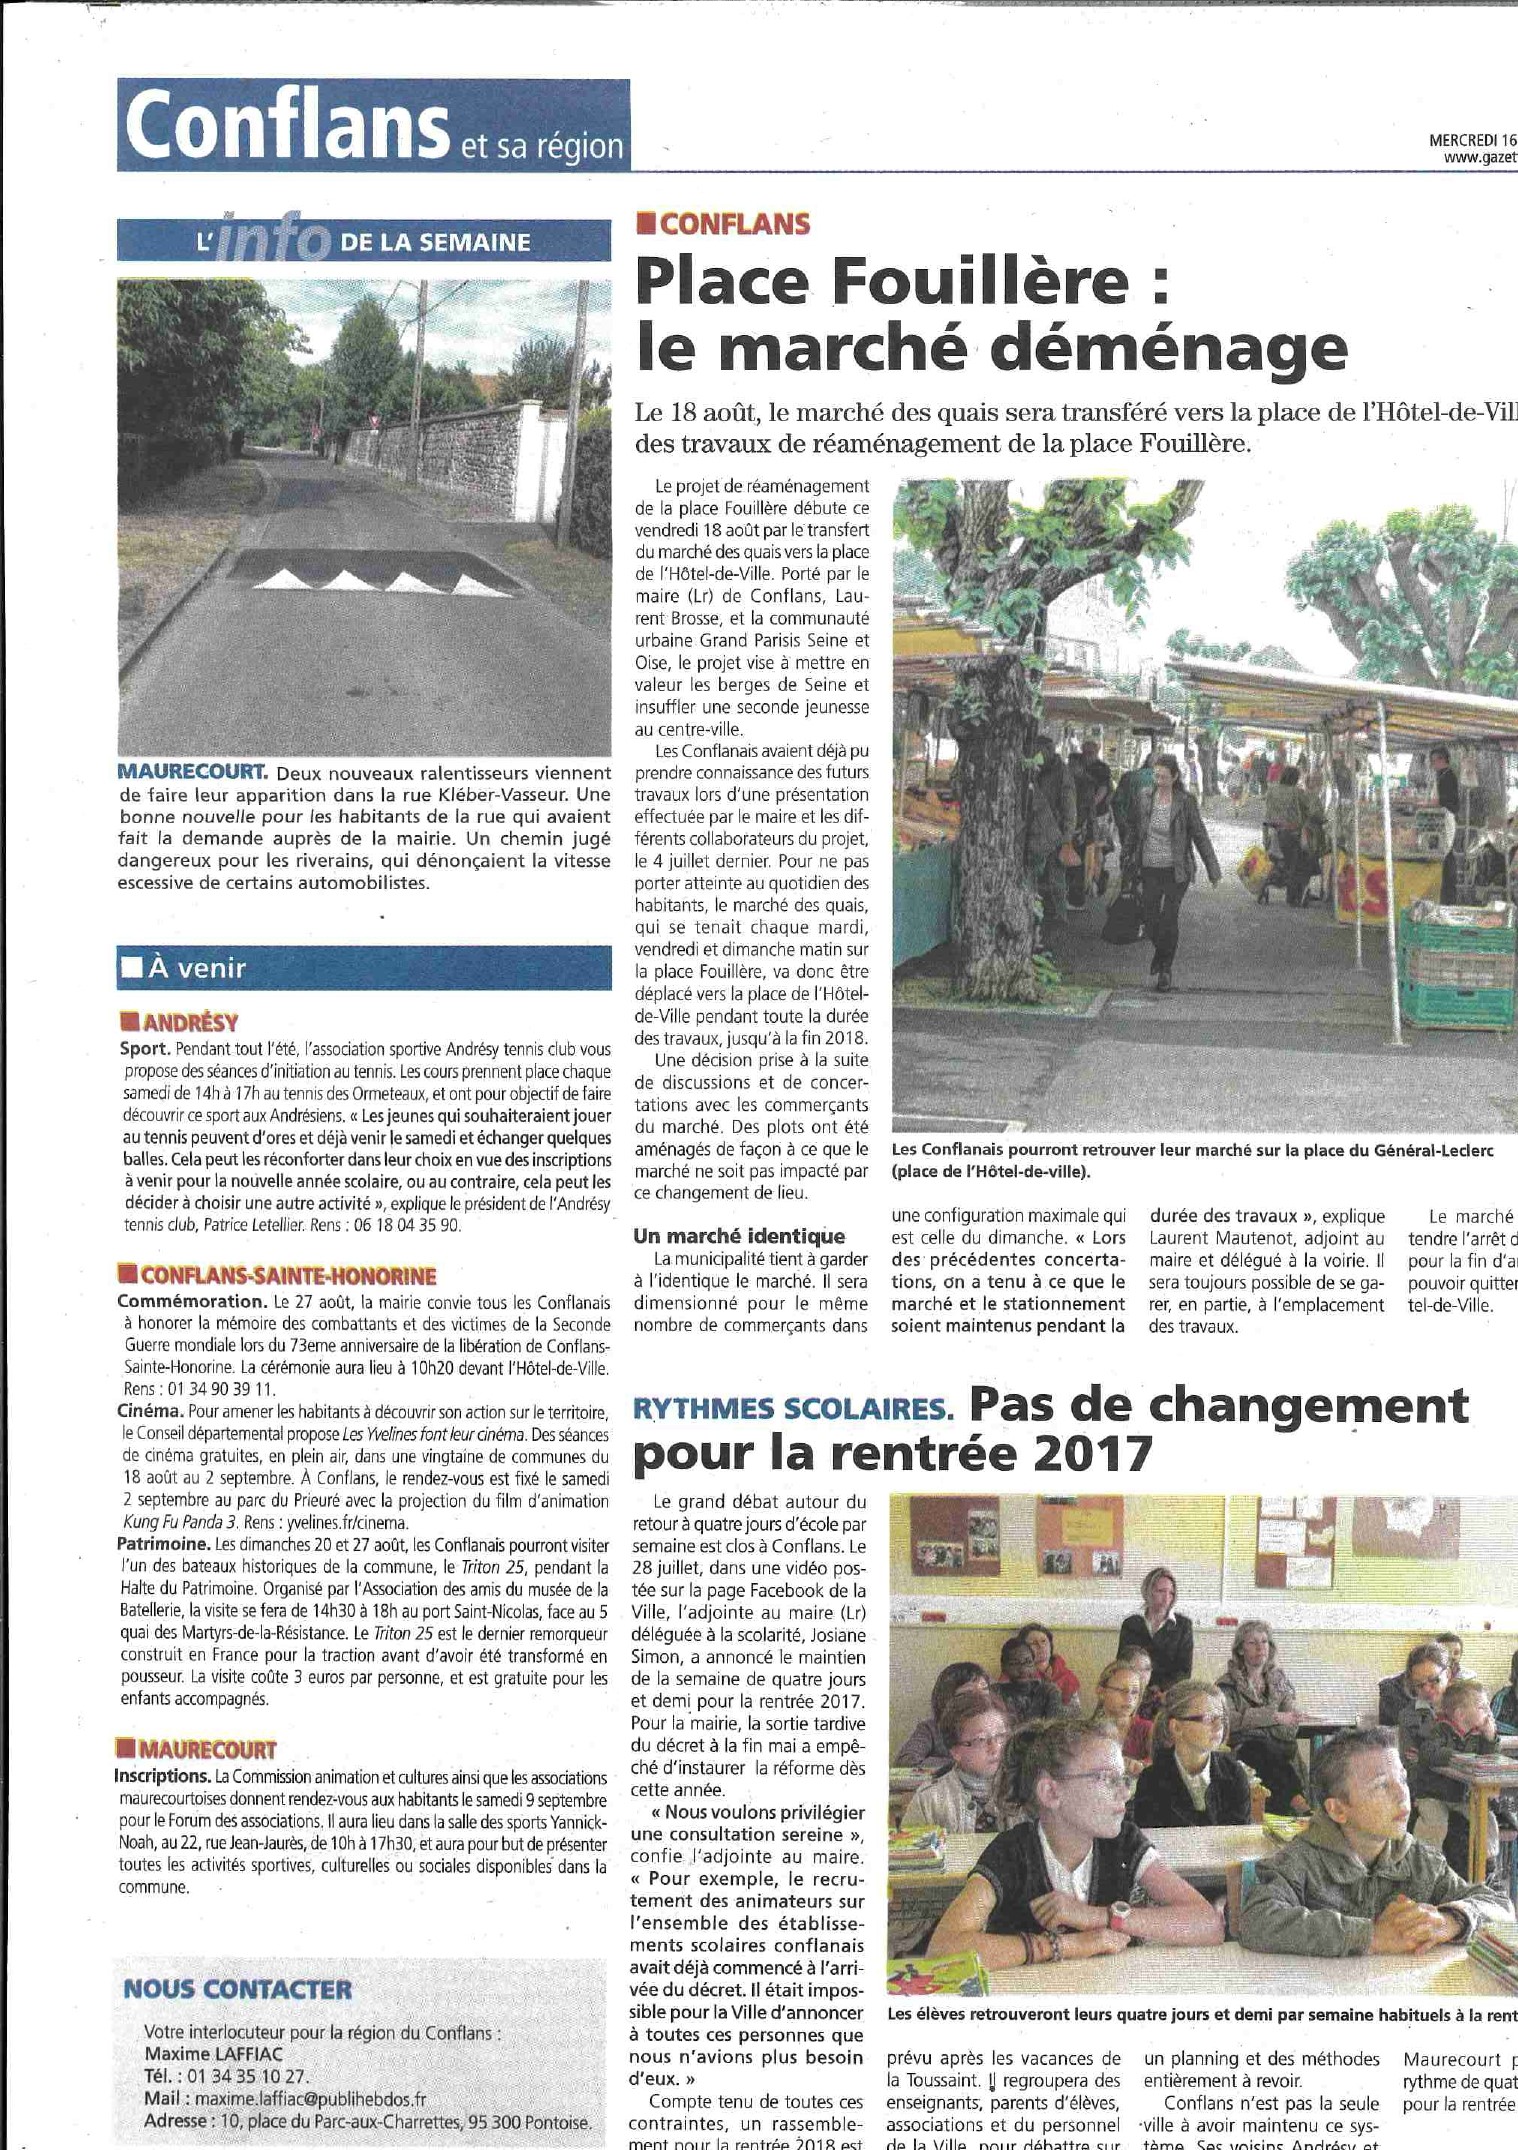 Conflans et sa région
MERCREDI 16
www.gazet
L'info DE LA SEMAINE
MAURECOURT. Deux nouveaux ralentisseurs viennent
de faire leur apparition dans la rue Kléber-Vasseur. Une
bonne nouvelle pour les habitants de la rue qui avaient
fait la demande auprès de la mairie. Un chemin jugé
dangereux pour les riverains, qui dénonçaient la vitesse
escessive de certains automobilistes.
À venir
ANDRÉSY
Sport. Pendant tout l'été, l'association sportive Andrésy tennis club vous
propose des séances d'initiation au tennis. Les cours prennent place chaque
samedi de 14h à 17h au tennis des Ormeteaux, et ont pour objectif de faire
découvrir ce sport aux Andrésiens. « Les jeunes qui souhaiteraient jouer
au tennis peuvent d'ores et déjà venir le samedi et échanger quelques
balles. Cela peut les réconforter dans leur choix en vue des inscriptions
à venir pour la nouvelle année scolaire, ou au contraire, cela peut les
décider à choisir une autre activité », explique le président de l'Andrésy
tennis club, Patrice Letellier. Rens : 06 18 04 35 90.
CONFLANS-SAINTE-HONORINE
Commémoration. Le 27 août, la mairie convie tous les Conflanais
à honorer la mémoire des combattants et des victimes de la Seconde
Guerre mondiale lors du 73eme anniversaire de la libération de Conflans-
Sainte-Honorine. La cérémonie aura lieu à 10h20 devant l'Hôtel-de-Ville.
Rens : 01 34 90 39 11.
Cinéma. Pour amener les habitants à découvrir son action sur le territoire,
le Conseil départemental propose Les Yvelines font leur cinéma. Des séances
de cinéma gratuites, en plein air, dans une vingtaine de communes du
18 août au 2 septembre. À Conflans, le rendez-vous est fixé le samedi
2 septembre au parc du Prieuré avec la projection du film d'animation
Kung Fu Panda 3. Rens : yvelines.fr/cinema.
Patrimoine. Les dimanches 20 et 27 août, les Conflanais pourront visiter
l'un des bateaux historiques de la commune, le Triton 25, pendant la
Halte du Patrimoine. Organisé par l'Association des amis du musée de la
Batellerie, la visite se fera de 14h30 à 18h au port Saint-Nicolas, face au 5
quai des Martyrs-de-la-Résistance. Le Triton 25 est le dernier remorqueur
construit en France pour la traction avant d'avoir été transformé en
pousseur. La visite coûte 3 euros par personne, et est gratuite pour les
enfants accompagnés.
MAURECOURT
Inscriptions. La Commission animation et cultures ainsi que les associations
maurecourtoises donnent rendez-vous aux habitants le samedi 9 septembre
pour le Forum des associations. Il aura lieu dans la salle des sports Yannick-
Noah, au 22, rue Jean-Jaurès, de 10h à 17h30, et aura pour but de présenter
toutes les activités sportives, culturelles ou sociales disponibles dans la
commune.
NOUS CONTACTER
Votre interlocuteur pour la région du Conflans :
Maxime LAFFIAC
Tél. : 01 34 35 10 27.
Mail : maxime.laffiac@publihebdos.fr
Adresse : 10, place du Parc-aux-Charrettes, 95 300 Pontoise.
CONFLANS
Place Fouillère :
le marché déménage
Le 18 août, le marché des quais sera transféré vers la place de l'Hôtel-de-Vill
des travaux de réaménagement de la place Fouillère.
Le projet de réaménagement
de la place Fouillère débute ce
vendredi 18 août par le transfert
du marché des quais vers la place
de l'Hôtel-de-Ville. Porté par le
maire (Lr) de Conflans, Lau-
rent Brosse, et la communauté
urbaine Grand Parisis Seine et
Oise, le projet vise à mettre en
valeur les berges de Seine et
insuffler une seconde jeunesse
au centre-ville.
Les Conflanais avaient déjà pu
prendre connaissance des futurs
travaux lors d'une présentation
effectuée par le maire et les dif-
férents collaborateurs du projet,
le 4 juillet dernier. Pour ne pas
porter atteinte au quotidien des
habitants, le marché des quais,
qui se tenait chaque mardi,
vendredi et dimanche matin sur
la place Fouillère, va donc être
déplacé vers la place de l'Hôtel-
de-Ville pendant toute la durée
des travaux, jusqu'à la fin 2018.
Une décision prise à la suite
de discussions et de concer-
tations avec les commerçants
du marché. Des plots ont été
aménagés de façon à ce que le
marché ne soit pas impacté par
ce changement de lieu.
Un marché identique
La municipalité tient à garder
à l'identique le marché. Il sera
dimensionné pour le même
nombre de commerçants dans
Les Conflanais pourront retrouver leur marché sur la place du Général-Leclerc
(place de l'Hôtel-de-ville).
une configuration maximale qui
est celle du dimanche. « Lors
des précédentes concerta-
tions, on a tenu à ce que le
marché et le stationnement
soient maintenus pendant la
durée des travaux », explique
Laurent Mautenot, adjoint au
maire et délégué à la voirie. Il
sera toujours possible de se ga-
rer, en partie, à l'emplacement
des travaux.
Le marché
tendre l'arrêt d
pour la fin d'a
pouvoir quitter
tel-de-Ville.
RYTHMES SCOLAIRES. Pas de changement
pour la rentrée 2017
Le grand débat autour du
retour à quatre jours d'école par
semaine est clos à Conflans. Le
28 juillet, dans une vidéo pos-
tée sur la page Facebook de la
Ville, l'adjointe au maire (Lr)
déléguée à la scolarité, Josiane
Simon, a annoncé le maintien
de la semaine de quatre jours
et demi pour la rentrée 2017.
Pour la mairie, la sortie tardive
du décret à la fin mai a empê-
ché d'instaurer la réforme dès
cette année.
« Nous voulons privilégier
une consultation sereine »,
confie l'adjointe au maire.
« Pour exemple, le recru-
tement des animateurs sur
l'ensemble des établisse-
ments scolaires conflanais
avait déjà commencé à l'arri-
vée du décret. Il était impos-
sible pour la Ville d'annoncer
à toutes ces personnes que
nous n'avions plus besoin
d'eux. »
Compte tenu de toutes ces
contraintes, un rassemble-
ment pour la rentrée 2018 est
Les élèves retrouveront leurs quatre jours et demi par semaine habituels à la rent
prévu après les vacances de
la Toussaint. Il regroupera des
enseignants, parents d'élèves,
associations et du personnel
de la Ville, pour débattre sur
un planning et des méthodes
entièrement à revoir.
Conflans n'est pas la seule
ville à avoir maintenu ce sys-
tème. Ses voisins Andrésy et
Maurecourt p
rythme de quat
pour la rentrée